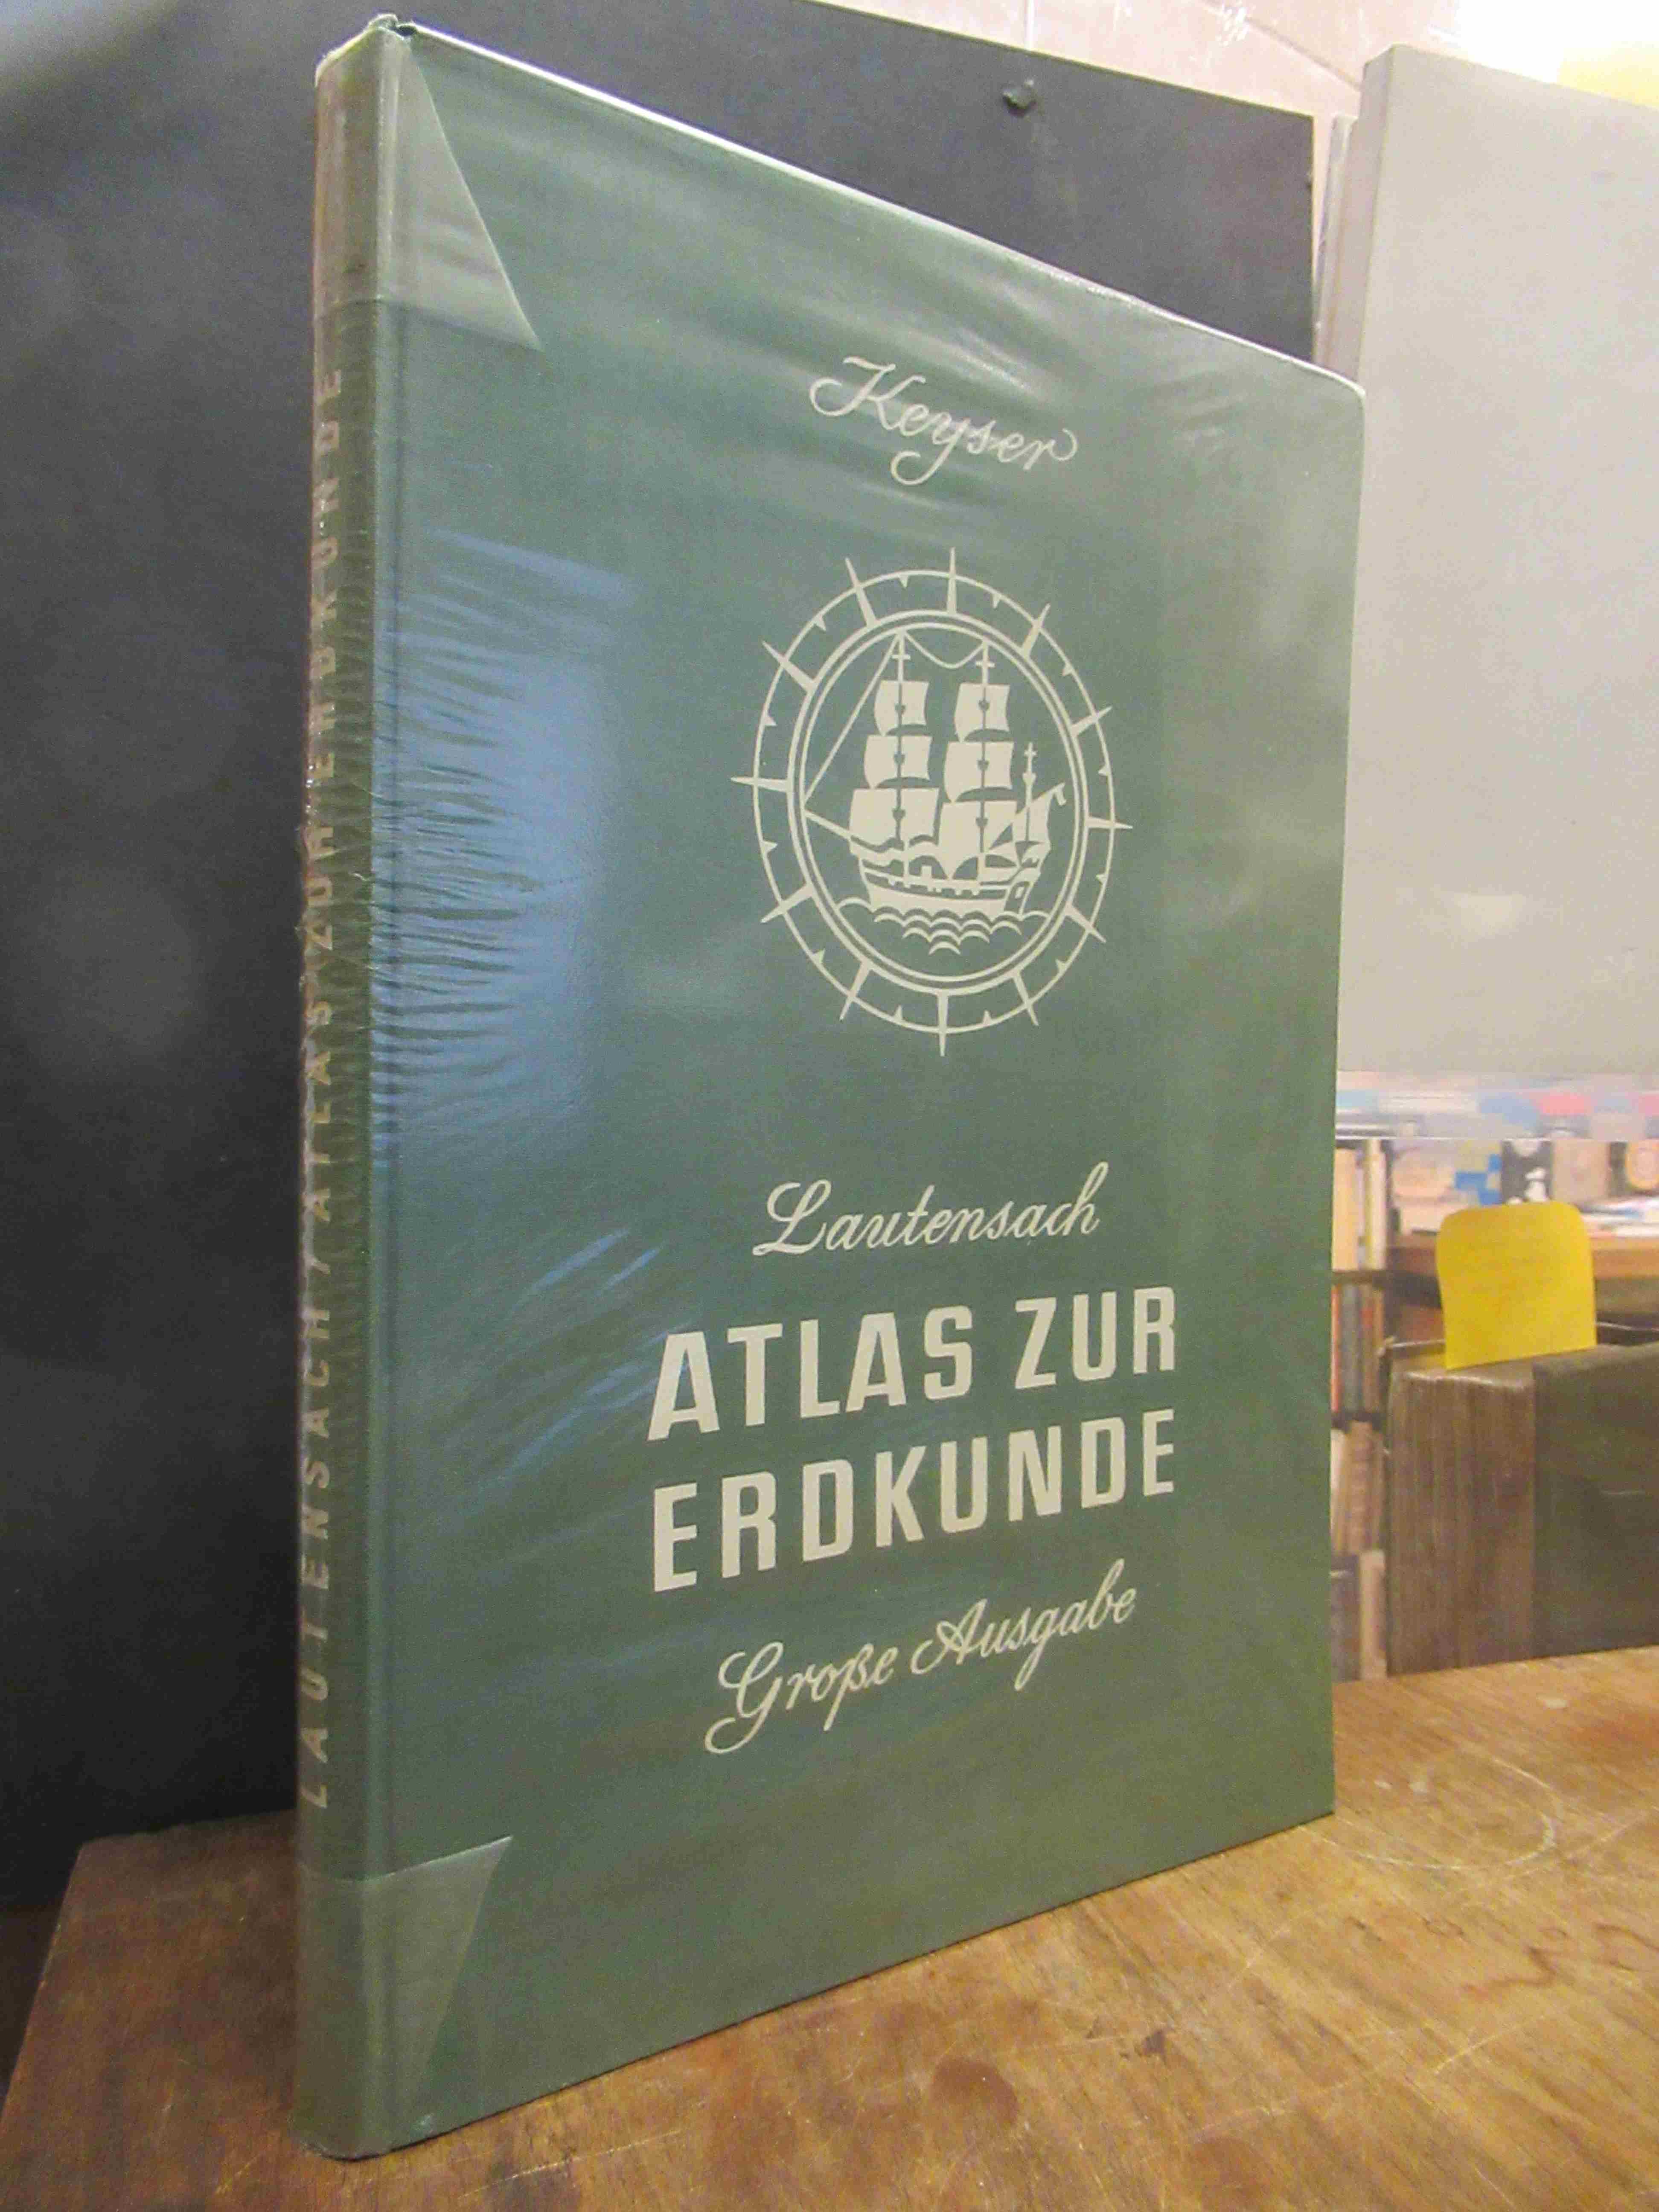 Keyser
Lautensach
ATLAS ZUR
ERDKUNDE
Große Ausgabe
LAUTENSACH / ATLAS ZUR ERDKUNDE